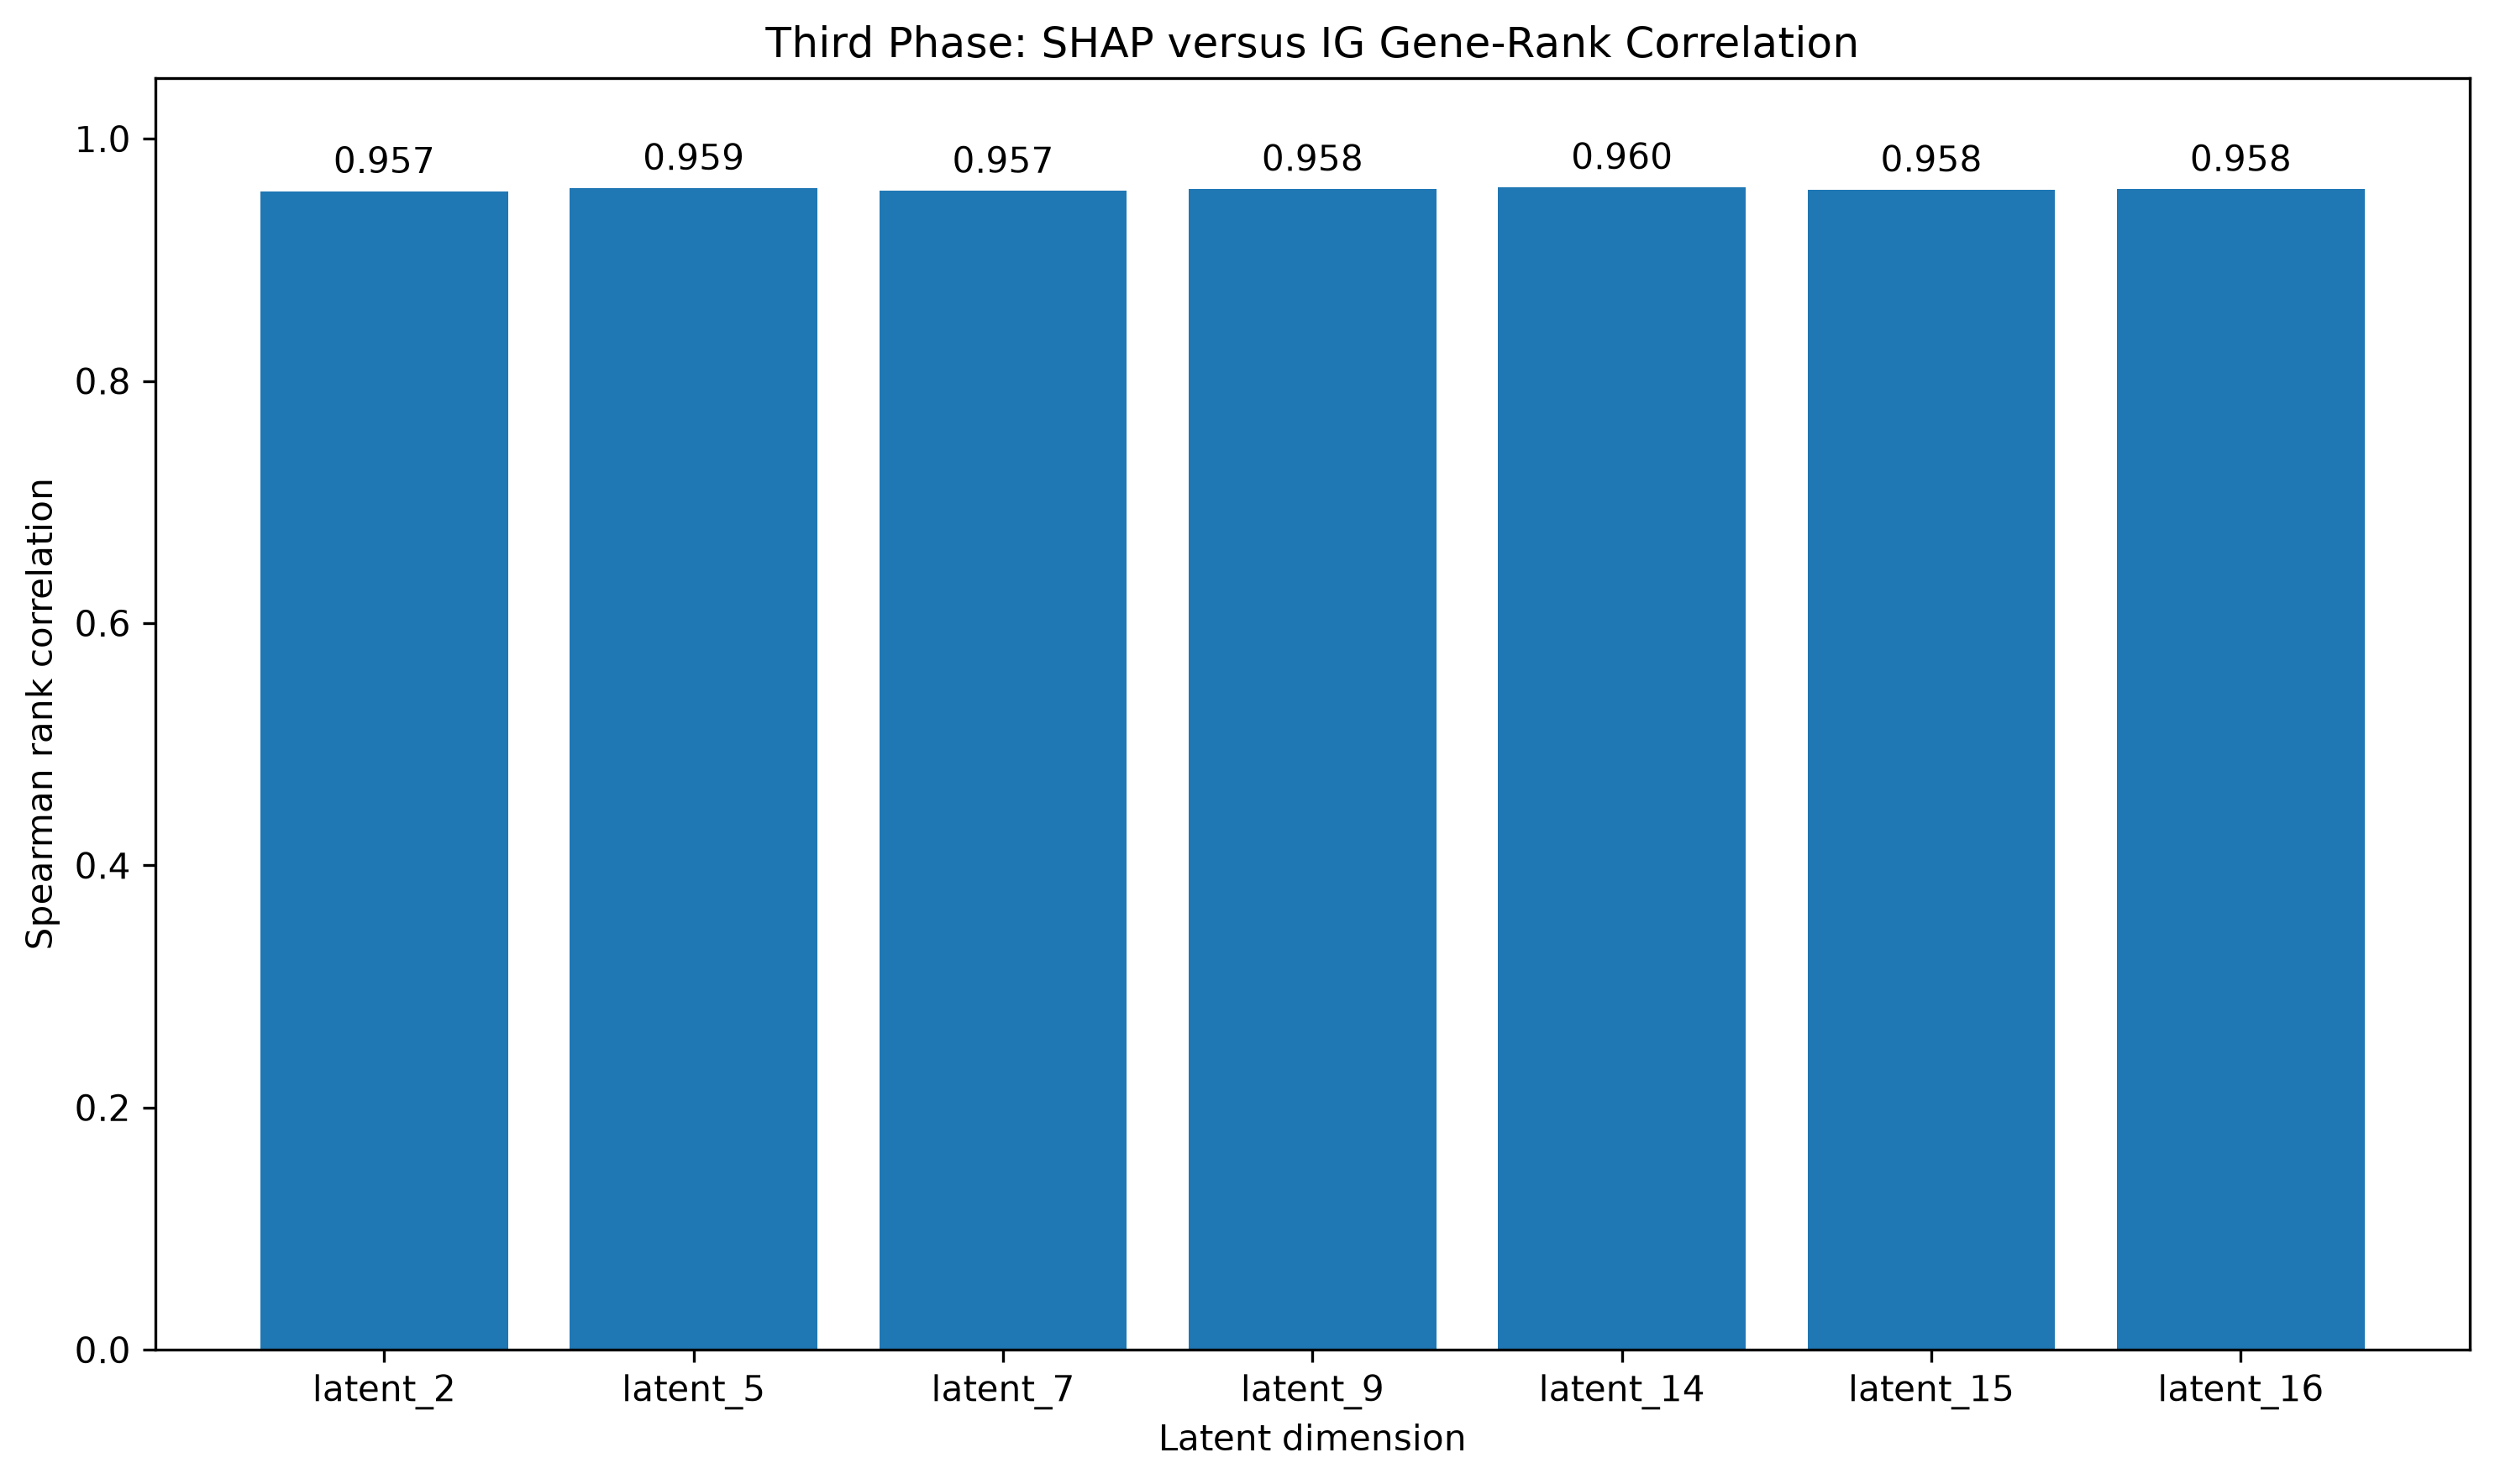 Third Phase: SHAP versus IG Gene-Rank Correlation
1.0
0.8
0.6
0.4
0.2
0.0
Spearman rank correlation
0.957
0.959
0.957
0.958
0.960
0.958
0.958
latent_2
latent_5
latent_7
latent_9
latent_14
latent_15
latent_16
Latent dimension